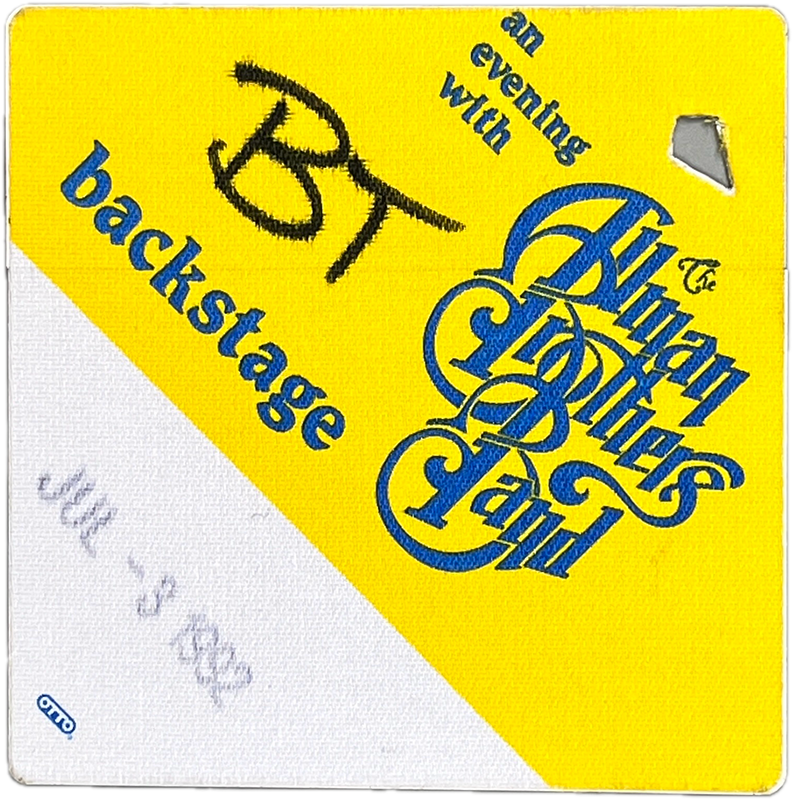 an
evening
with
The
Allman
Brothers
Band
BT
backstage
JUL -3 1992
OTTO